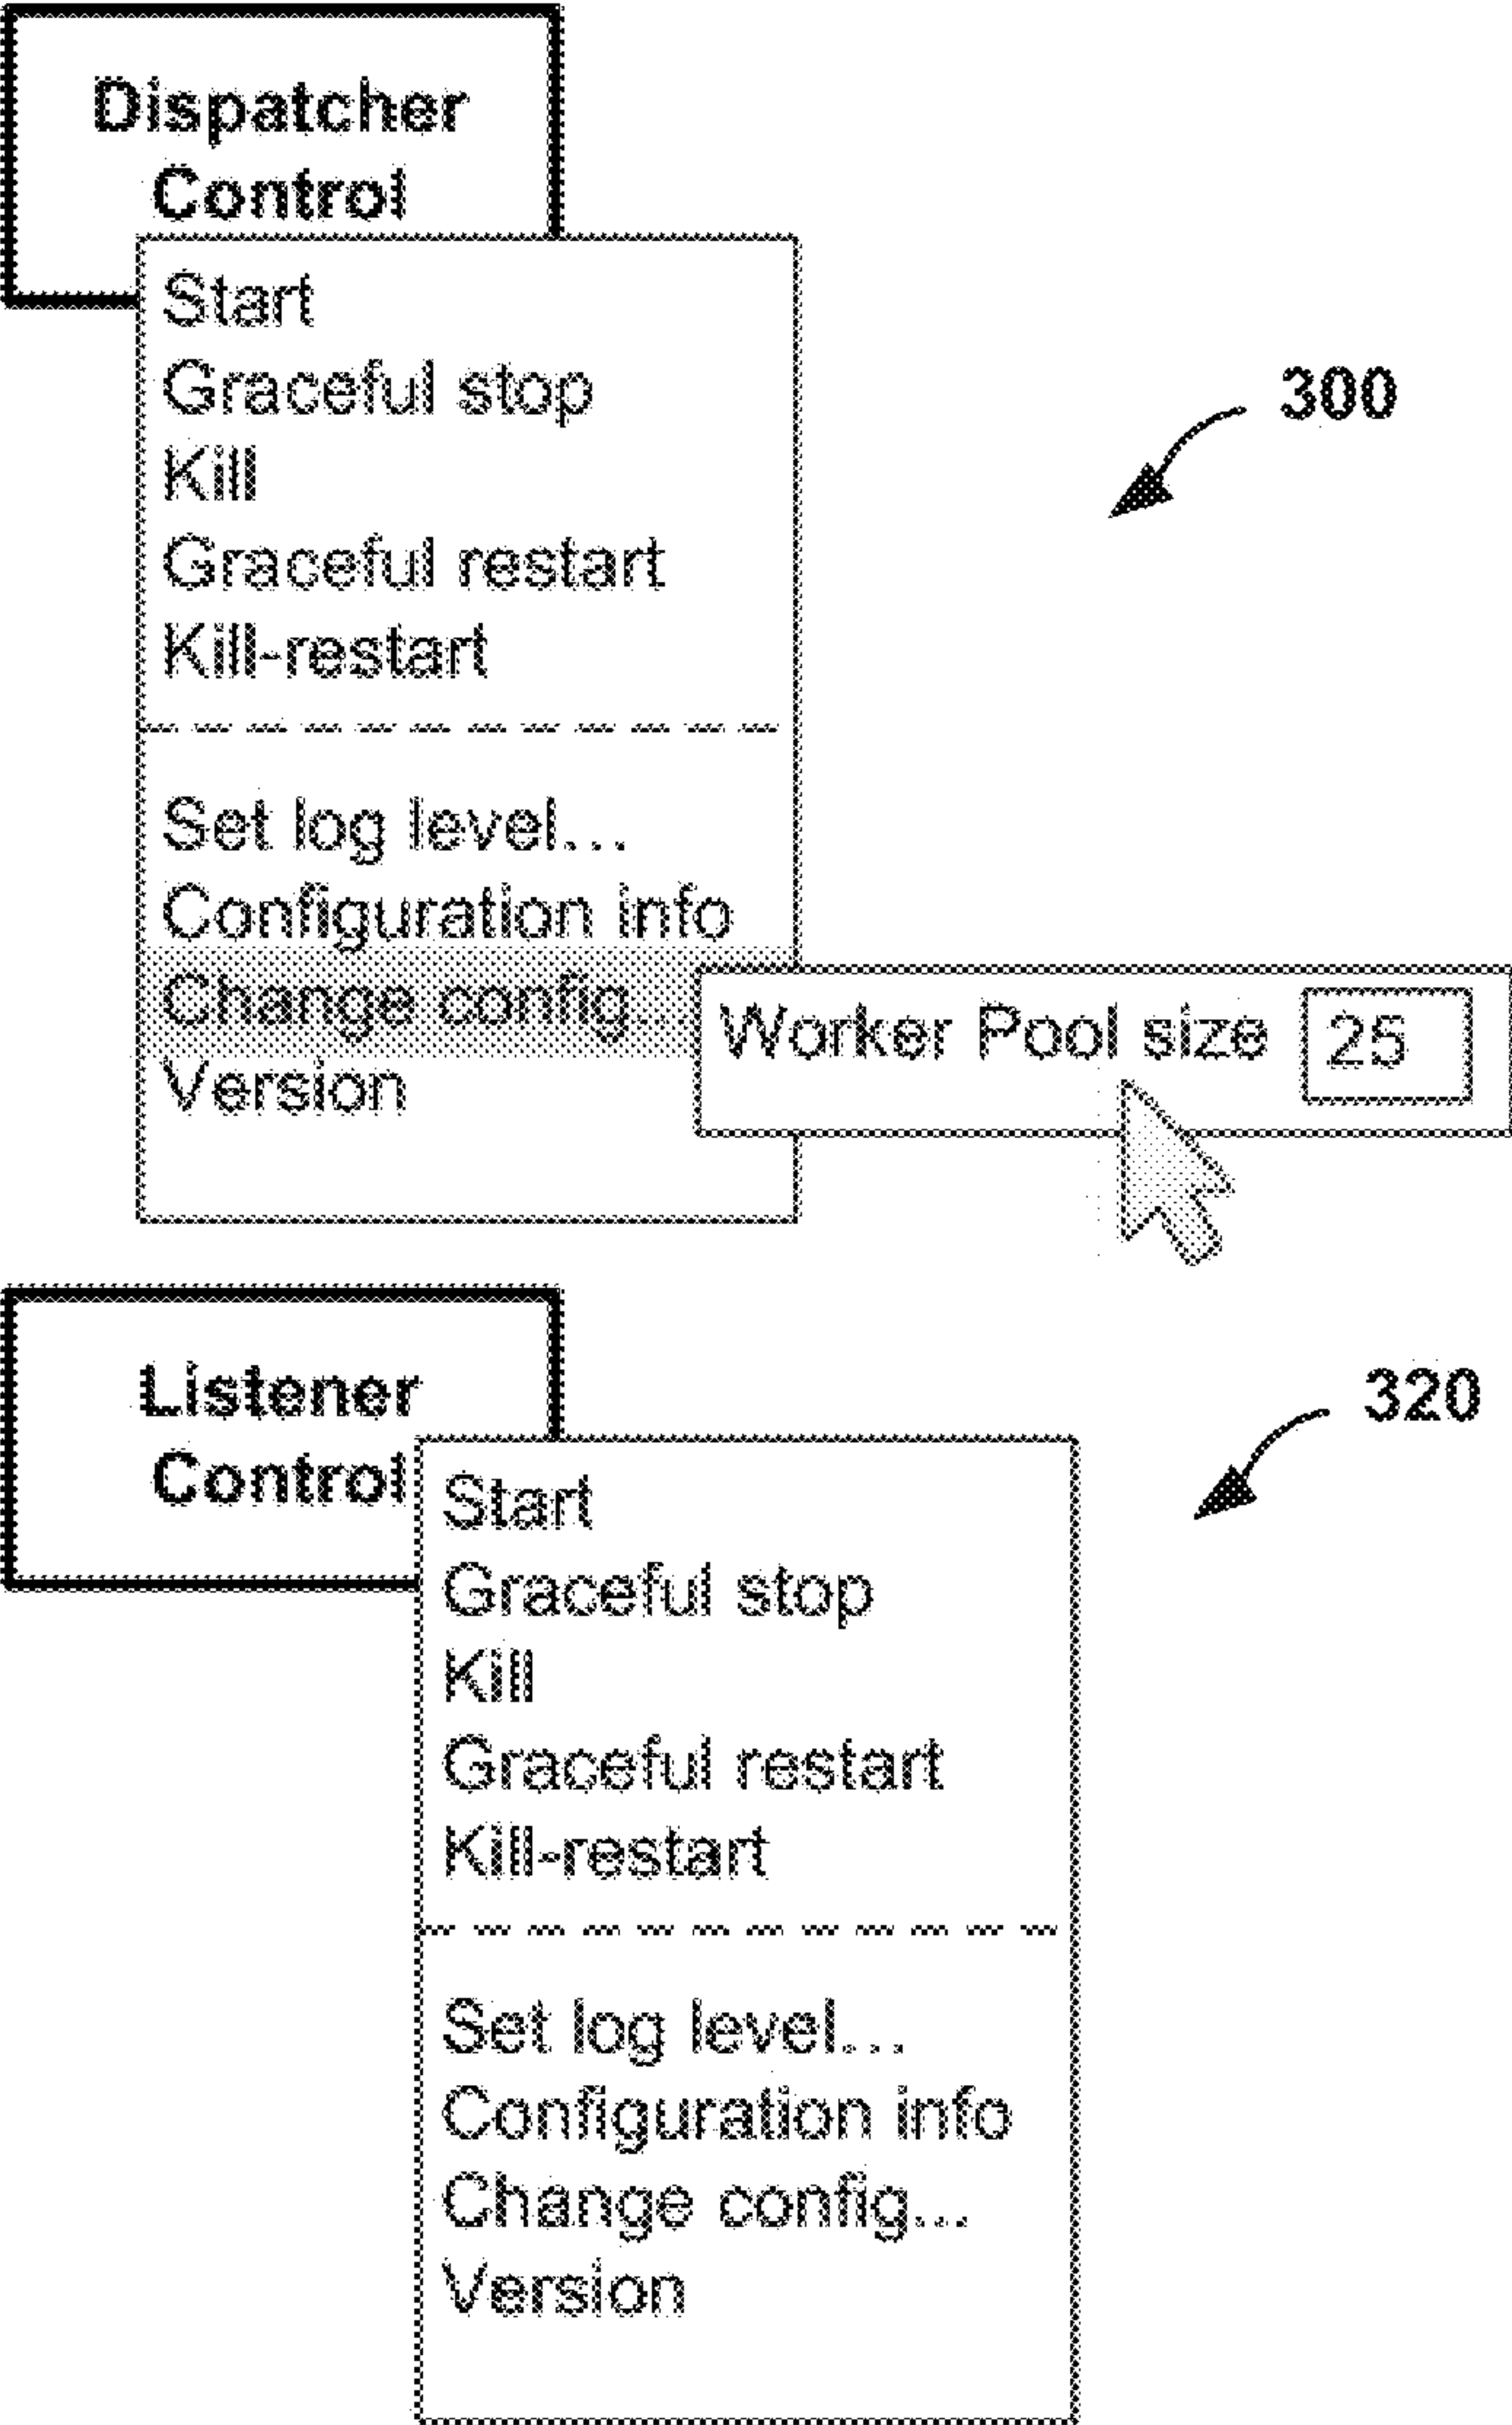 Dispatcher
Control
Start
Graceful stop
Kill
Graceful restart
Kill-restart
300
Set log level...
Configuration info
Change config...
Worker Pool size 25
Version
Listener
Control
320
Start
Graceful stop
Kill
Graceful restart
Kill-restart
Set log level...
Configuration info
Change config...
Version